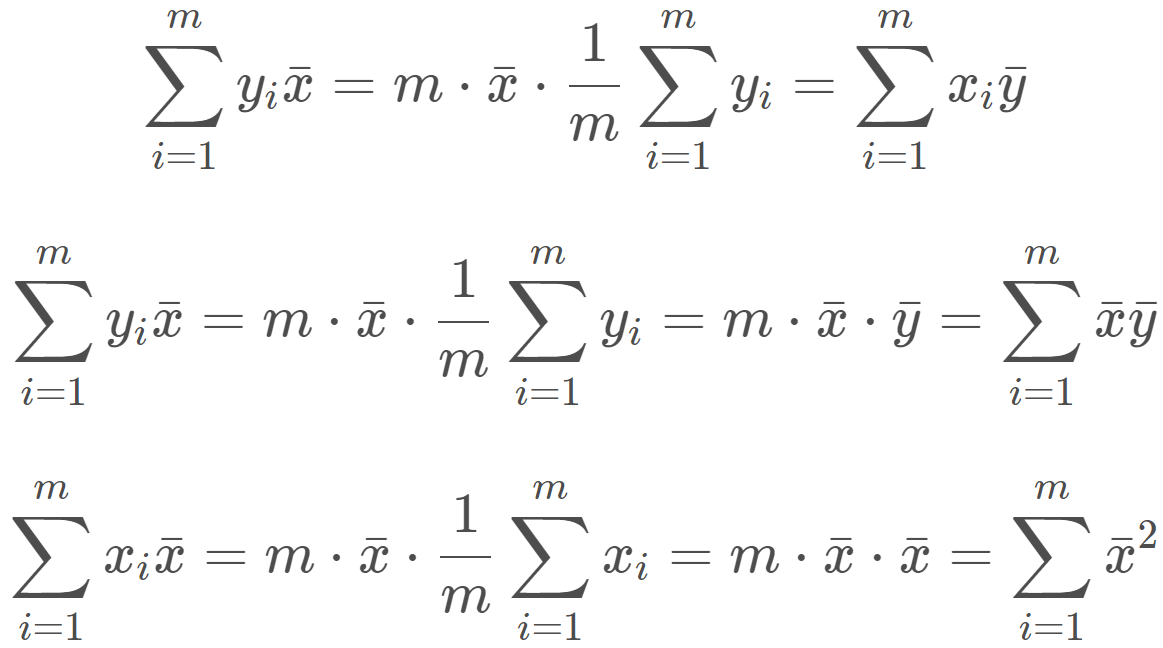 \sum_{i=1}^{m} y_i \bar{x} = m \cdot \bar{x} \cdot \frac{1}{m} \sum_{i=1}^{m} y_i = \sum_{i=1}^{m} x_i \bar{y}
\sum_{i=1}^{m} y_i \bar{x} = m \cdot \bar{x} \cdot \frac{1}{m} \sum_{i=1}^{m} y_i = m \cdot \bar{x} \cdot \bar{y} = \sum_{i=1}^{m} \bar{x} \bar{y}
\sum_{i=1}^{m} x_i \bar{x} = m \cdot \bar{x} \cdot \frac{1}{m} \sum_{i=1}^{m} x_i = m \cdot \bar{x} \cdot \bar{x} = \sum_{i=1}^{m} \bar{x}^2